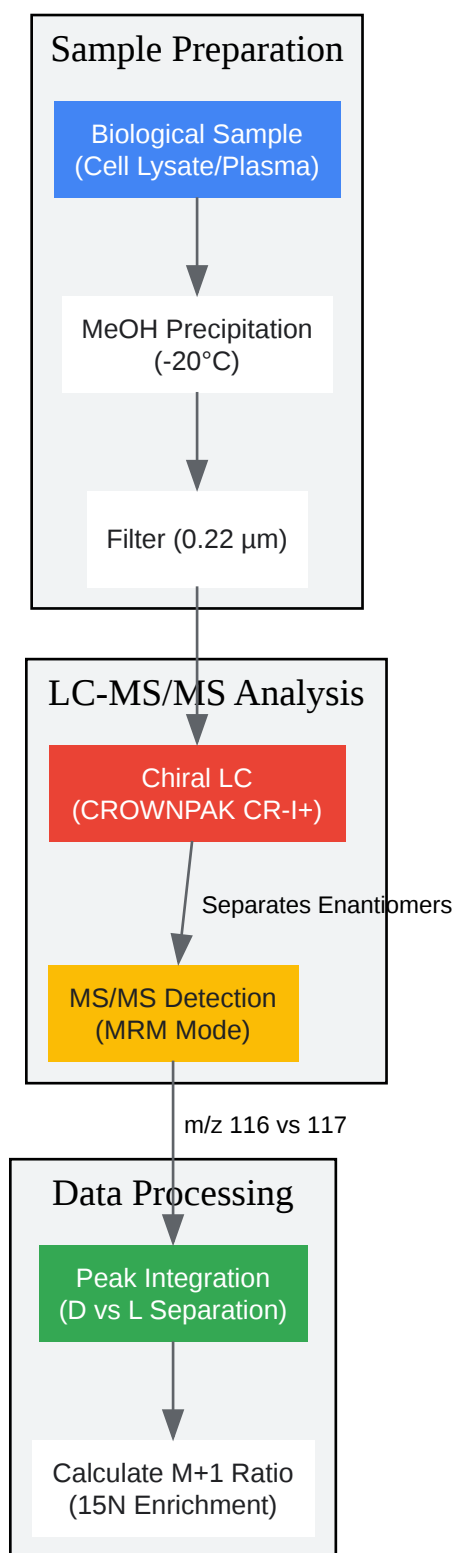 Sample Preparation
Biological Sample
(Cell Lysate/Plasma)
MeOH Precipitation
(-20°C)
Filter (0.22 µm)
LC-MS/MS Analysis
Chiral LC
(CROWNPAK CR-I+)
Separates Enantiomers
MS/MS Detection
(MRM Mode)
m/z 116 vs 117
Data Processing
Peak Integration
(D vs L Separation)
Calculate M+1 Ratio
(15N Enrichment)